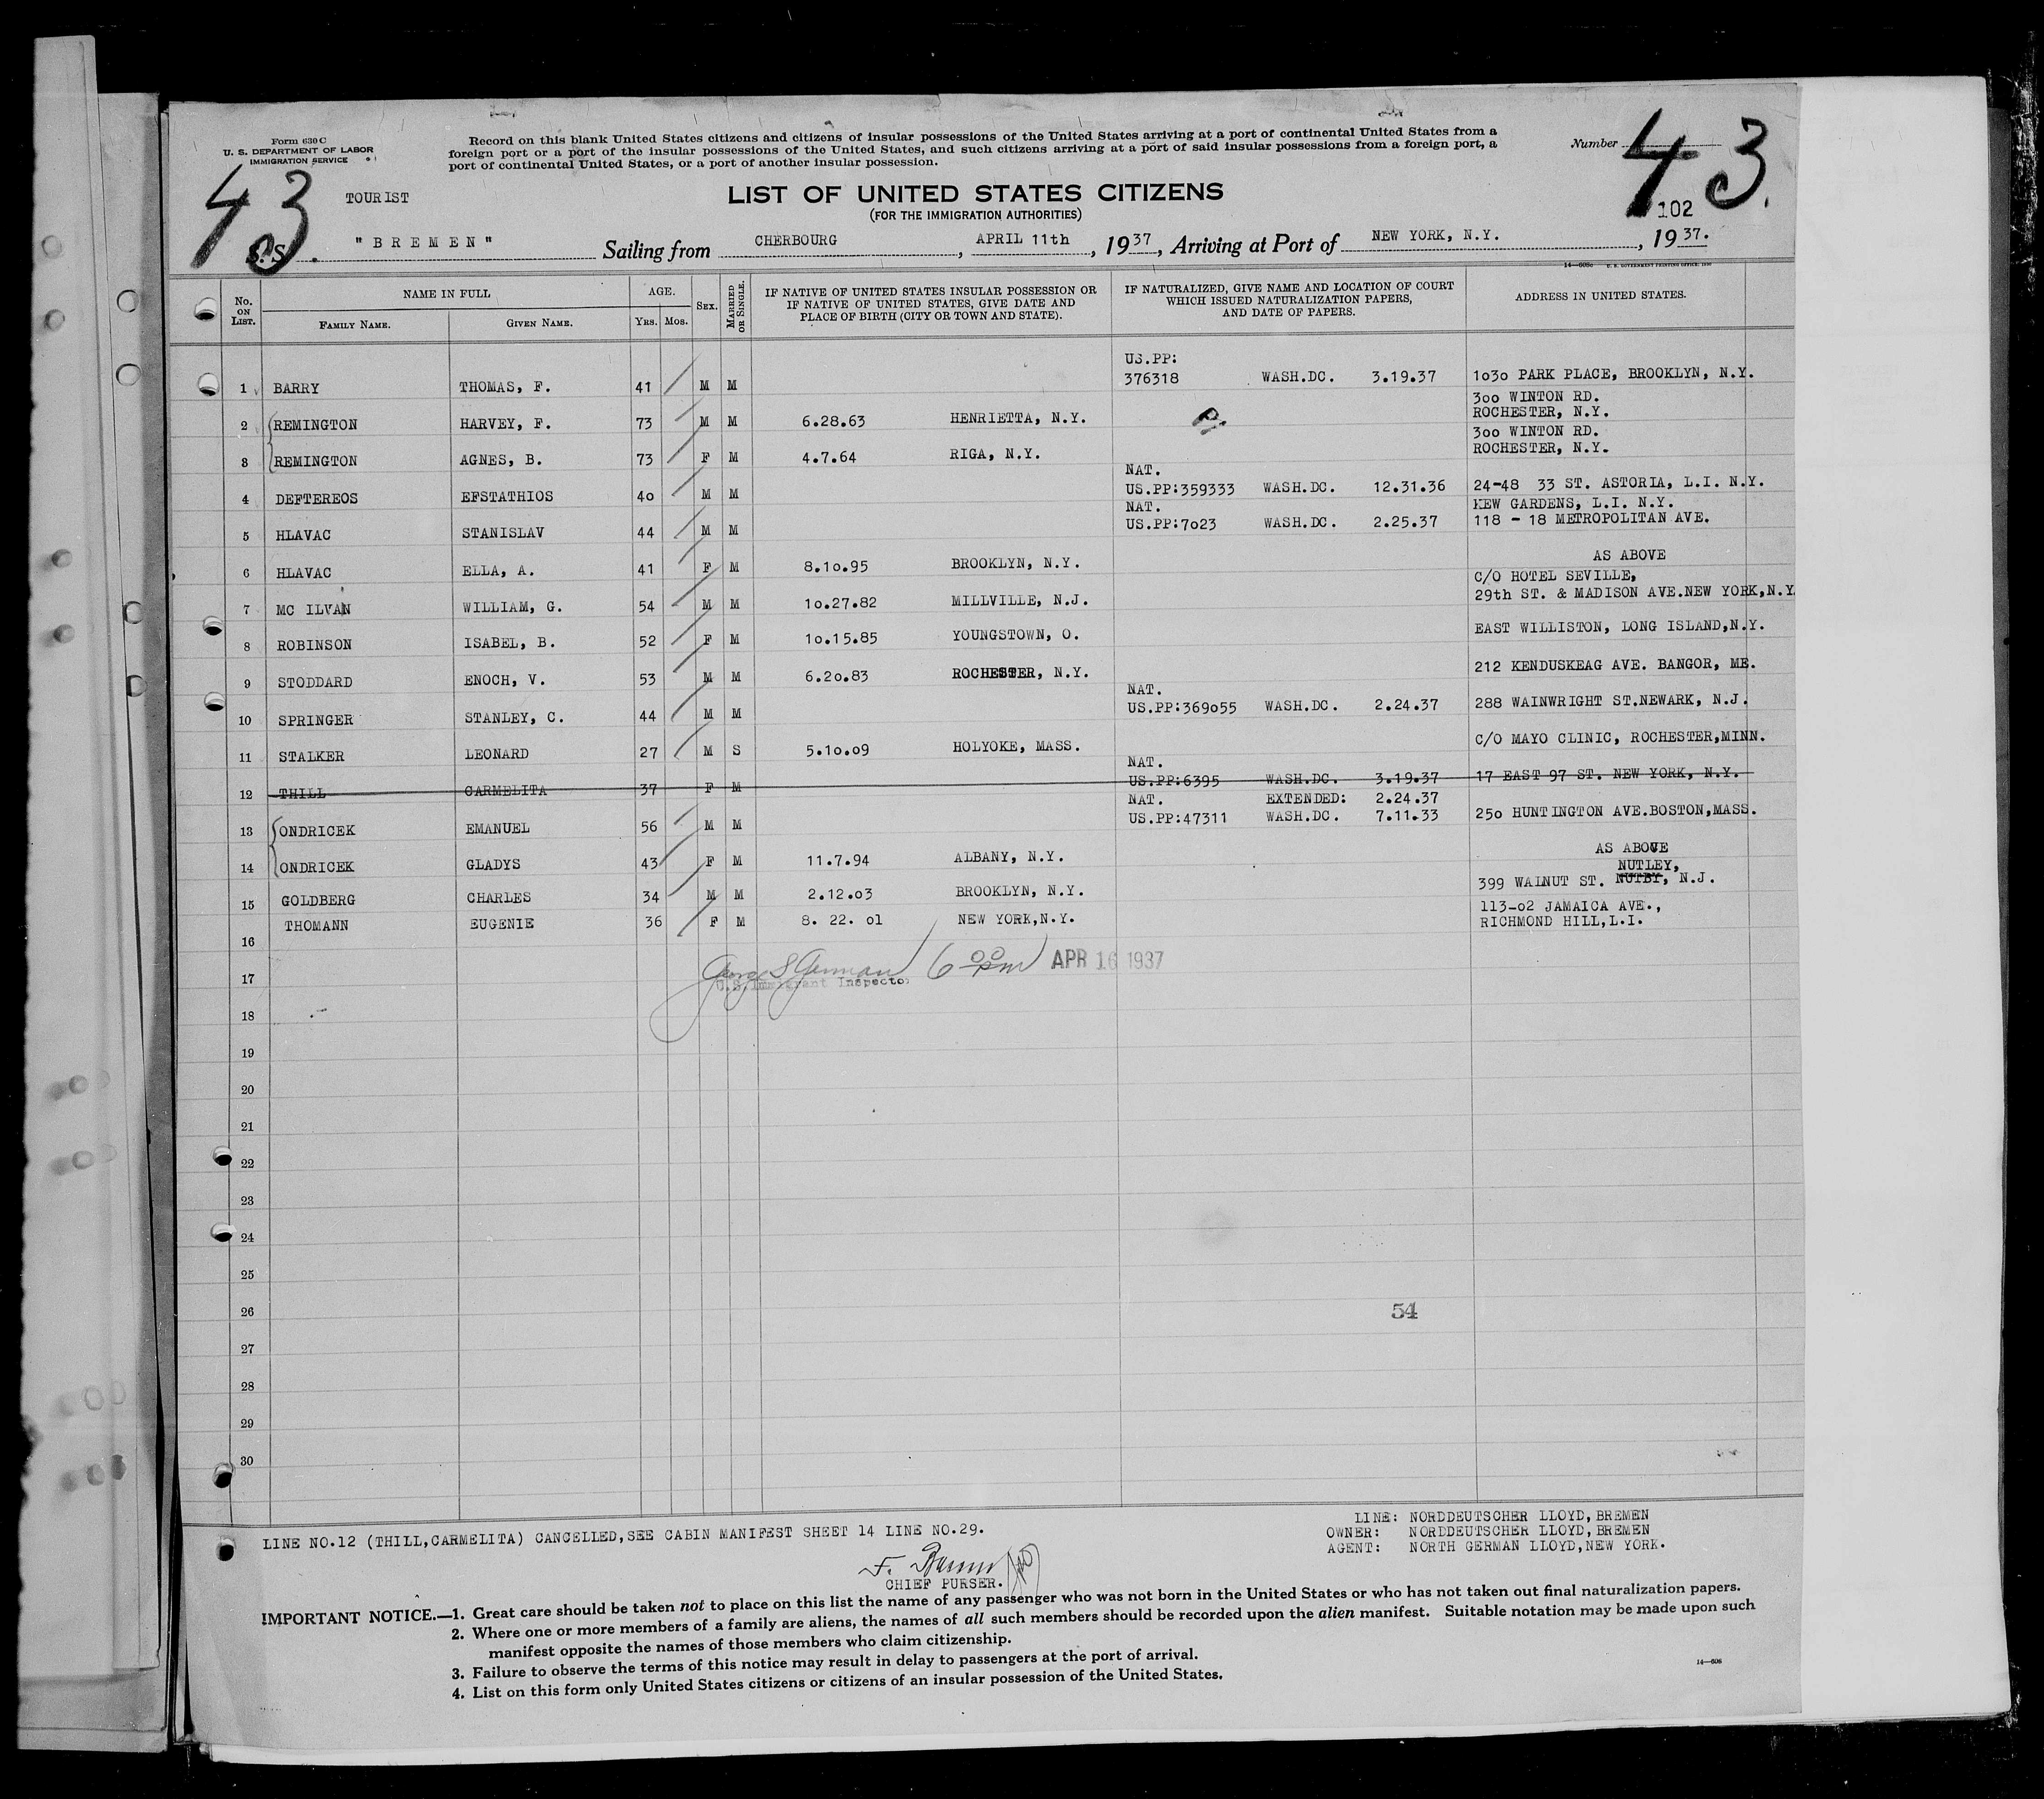 Form 630 C
U. S. DEPARTMENT OF LABOR
IMMIGRATION SERVICE
Record on this blank United States citizens and citizens of insular possessions of the United States arriving at a port of continental United States from a
foreign port or a port of the insular possessions of the United States, and such citizens arriving at a port of said insular possessions from a foreign port, a
port of continental United States, or a port of another insular possession.
Number 43.
43.
TOURIST
LIST OF UNITED STATES CITIZENS
(FOR THE IMMIGRATION AUTHORITIES)
102
S. S. "BREMEN" Sailing from CHERBOURG, APRIL 11th, 1937, Arriving at Port of NEW YORK, N.Y., 1937.
No. ON LIST. NAME IN FULL FAMILY NAME. GIVEN NAME. AGE. YRS. MOS. SEX. MARRIED OR SINGLE. IF NATIVE OF UNITED STATES INSULAR POSSESSION OR IF NATIVE OF UNITED STATES, GIVE DATE AND PLACE OF BIRTH (CITY OR TOWN AND STATE). IF NATURALIZED, GIVE NAME AND LOCATION OF COURT WHICH ISSUED NATURALIZATION PAPERS, AND DATE OF PAPERS. ADDRESS IN UNITED STATES.
US.PP:
1 BARRY THOMAS, F. 41 M M 376318 WASH.DC. 3.19.37 1030 PARK PLACE, BROOKLYN, N.Y.
300 WINTON RD.
2 REMINGTON HARVEY, F. 73 M M 6.28.63 HENRIETTA, N.Y. ROCHESTER, N.Y.
300 WINTON RD.
3 REMINGTON AGNES, B. 73 F M 4.7.64 RIGA, N.Y. ROCHESTER, N.Y.
NAT.
4 DEFTEREOS EFSTATHIOS 40 M M US.PP:359333 WASH.DC. 12.31.36 24-48 33 ST. ASTORIA, L.I. N.Y.
NAT. KEW GARDENS, L.I. N.Y.
5 HLAVAC STANISLAV 44 M M US.PP:7023 WASH.DC. 2.25.37 118 - 18 METROPOLITAN AVE.
6 HLAVAC ELLA, A. 41 F M 8.10.95 BROOKLYN, N.Y. AS ABOVE
C/O HOTEL SEVILLE,
7 MC ILVAN WILLIAM, G. 54 M M 10.27.82 MILLVILLE, N.J. 29th ST. & MADISON AVE.NEW YORK,N.Y.
8 ROBINSON ISABEL, B. 52 F M 10.15.85 YOUNGSTOWN, O. EAST WILLISTON, LONG ISLAND,N.Y.
9 STODDARD ENOCH, V. 53 M M 6.20.83 ROCHESTER, N.Y. 212 KENDUSKEAG AVE. BANGOR, ME.
NAT.
10 SPRINGER STANLEY, C. 44 M M US.PP:369055 WASH.DC. 2.24.37 288 WAINWRIGHT ST.NEWARK, N.J.
11 STALKER LEONARD 27 M S 5.10.09 HOLYOKE, MASS. C/O MAYO CLINIC, ROCHESTER,MINN.
NAT.
12 THILL CARMELITA 37 F M US.PP:6395 WASH.DC. 3.19.37 17 EAST 97 ST. NEW YORK, N.Y.
NAT. EXTENDED: 2.24.37
13 ONDRICEK EMANUEL 56 M M US.PP:47311 WASH.DC. 7.11.33 250 HUNTINGTON AVE.BOSTON,MASS.
14 ONDRICEK GLADYS 43 F M 11.7.94 ALBANY, N.Y. AS ABOVE
NUTLEY,
15 GOLDBERG CHARLES 34 M M 2.12.03 BROOKLYN, N.Y. 399 WALNUT ST. NUTBY, N.J.
113-02 JAMAICA AVE.,
16 THOMANN EUGENIE 36 F M 8. 22. 01 NEW YORK,N.Y. RICHMOND HILL,L.I.
George S German 6 00 pm APR 16 1937
U.S. Immigrant Inspector
17
18
19
20
21
22
23
24
25
26
54
27
28
29
30
LINE NO.12 (THILL,CARMELITA) CANCELLED,SEE CABIN MANIFEST SHEET 14 LINE NO.29.
LINE: NORDDEUTSCHER LLOYD,BREMEN
OWNER: NORDDEUTSCHER LLOYD,BREMEN
AGENT: NORTH GERMAN LLOYD,NEW YORK.
F.
CHIEF PURSER.
IMPORTANT NOTICE.—1. Great care should be taken not to place on this list the name of any passenger who was not born in the United States or who has not taken out final naturalization papers.
2. Where one or more members of a family are aliens, the names of all such members should be recorded upon the alien manifest. Suitable notation may be made upon such
manifest opposite the names of those members who claim citizenship.
3. Failure to observe the terms of this notice may result in delay to passengers at the port of arrival.
4. List on this form only United States citizens or citizens of an insular possession of the United States.
14—606